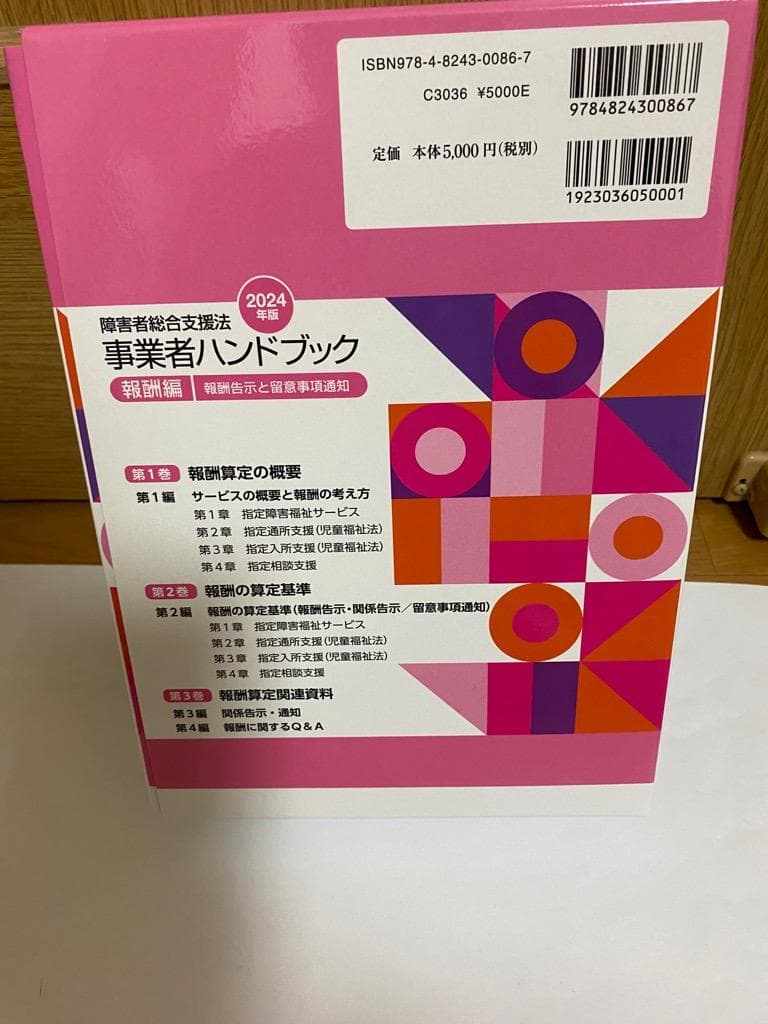 ISBN978-4-8243-0086-7
C3036 ¥5000E
定価 本体5,000円(税別)
9784824300867
1923036050001
2024
年版
障害者総合支援法
事業者ハンドブック
報酬編 報酬告示と留意事項通知
第1巻 報酬算定の概要
第1編 サービスの概要と報酬の考え方
第1章 指定障害福祉サービス
第2章 指定通所支援(児童福祉法)
第3章 指定入所支援(児童福祉法)
第4章 指定相談支援
第2巻 報酬の算定基準
第2編 報酬の算定基準(報酬告示・関係告示/留意事項通知)
第1章 指定障害福祉サービス
第2章 指定通所支援(児童福祉法)
第3章 指定入所支援(児童福祉法)
第4章 指定相談支援
第3巻 報酬算定関連資料
第3編 関係告示・通知
第4編 報酬に関するQ&A